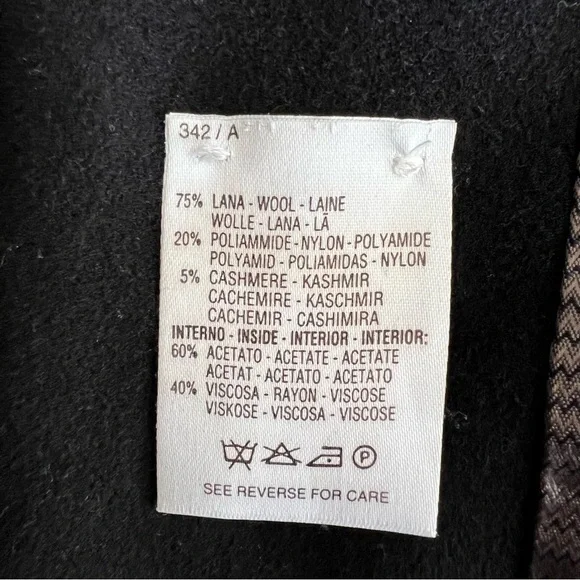 342 / A
75% LANA - WOOL - LAINE
WOLLE - LANA - LÃ
20% POLIAMMIDE - NYLON - POLYAMIDE
POLYAMID - POLIAMIDAS - NYLON
5% CASHMERE - KASHMIR
CACHEMIRE - KASCHMIR
CACHEMIR - CASHIMIRA
INTERNO - INSIDE - INTERIOR - INTERIOR:
60% ACETATO - ACETATE - ACETATE
ACETAT - ACETATO - ACETATO
40% VISCOSA - RAYON - VISCOSE
VISKOSE - VISCOSA - VISCOSE
P
SEE REVERSE FOR CARE